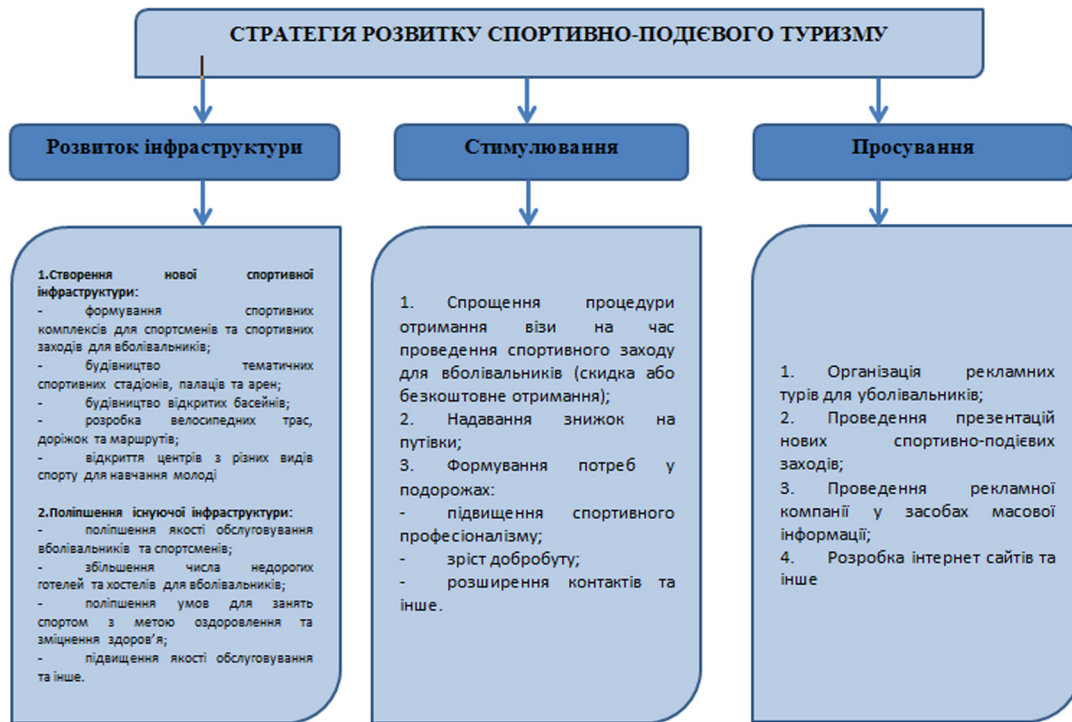 СТРАТЕГІЯ РОЗВИТКУ СПОРТИВНО-ПОДІЄВОГО ТУРИЗМУ
Розвиток інфраструктури
1.Створення нової спортивної
інфраструктури:
- формування спортивних
комплексів для спортсменів та спортивних
заходів для вболівальників;
- будівництво тематичних
спортивних стадіонів, палаців та арен;
- будівництво відкритих басейнів;
- розробка велосипедних трас,
доріжок та маршрутів;
- відкриття центрів з різних видів
спорту для навчання молоді
2.Поліпшення існуючої інфраструктури:
- поліпшення якості обслуговування
вболівальників та спортсменів;
- збільшення числа недорогих
готелей та хостелів для вболівальників;
- поліпшення умов для занять
спортом з метою оздоровлення та
зміцнення здоров’я;
- підвищення якості обслуговування
та інше.
Стимулювання
1. Спрощення процедури
отримання візи на час
проведення спортивного заходу
для вболівальників (скидка або
безкоштовне отримання);
2. Надавання знижок на
путівки;
3. Формування потреб у
подорожах:
- підвищення спортивного
професіоналізму;
- зріст добробуту;
- розширення контактів та
інше.
Просування
1. Організація рекламних
турів для уболівальників;
2. Проведення презентацій
нових спортивно-подієвих
заходів;
3. Проведення рекламної
компанії у засобах масової
інформації;
4. Розробка інтернет сайтів та
інше